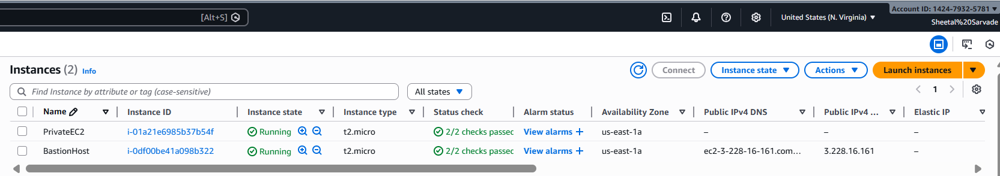 Account ID: 1424-7932-5781
[Alt+S]
United States (N. Virginia)
Sheetal%20Sarvade
Instances (2) Info
Connect
Instance state
Actions
Launch instances
Find Instance by attribute or tag (case-sensitive)
All states
1
Name Instance ID Instance state Instance type Status check Alarm status Availability Zone Public IPv4 DNS Public IPv4 ... Elastic IP
PrivateEC2 i-01a21e6985b37b54f Running t2.micro 2/2 checks passec View alarms + us-east-1a – – –
BastionHost i-0df00be41a098b322 Running t2.micro 2/2 checks passec View alarms + us-east-1a ec2-3-228-16-161.com... 3.228.16.161 –